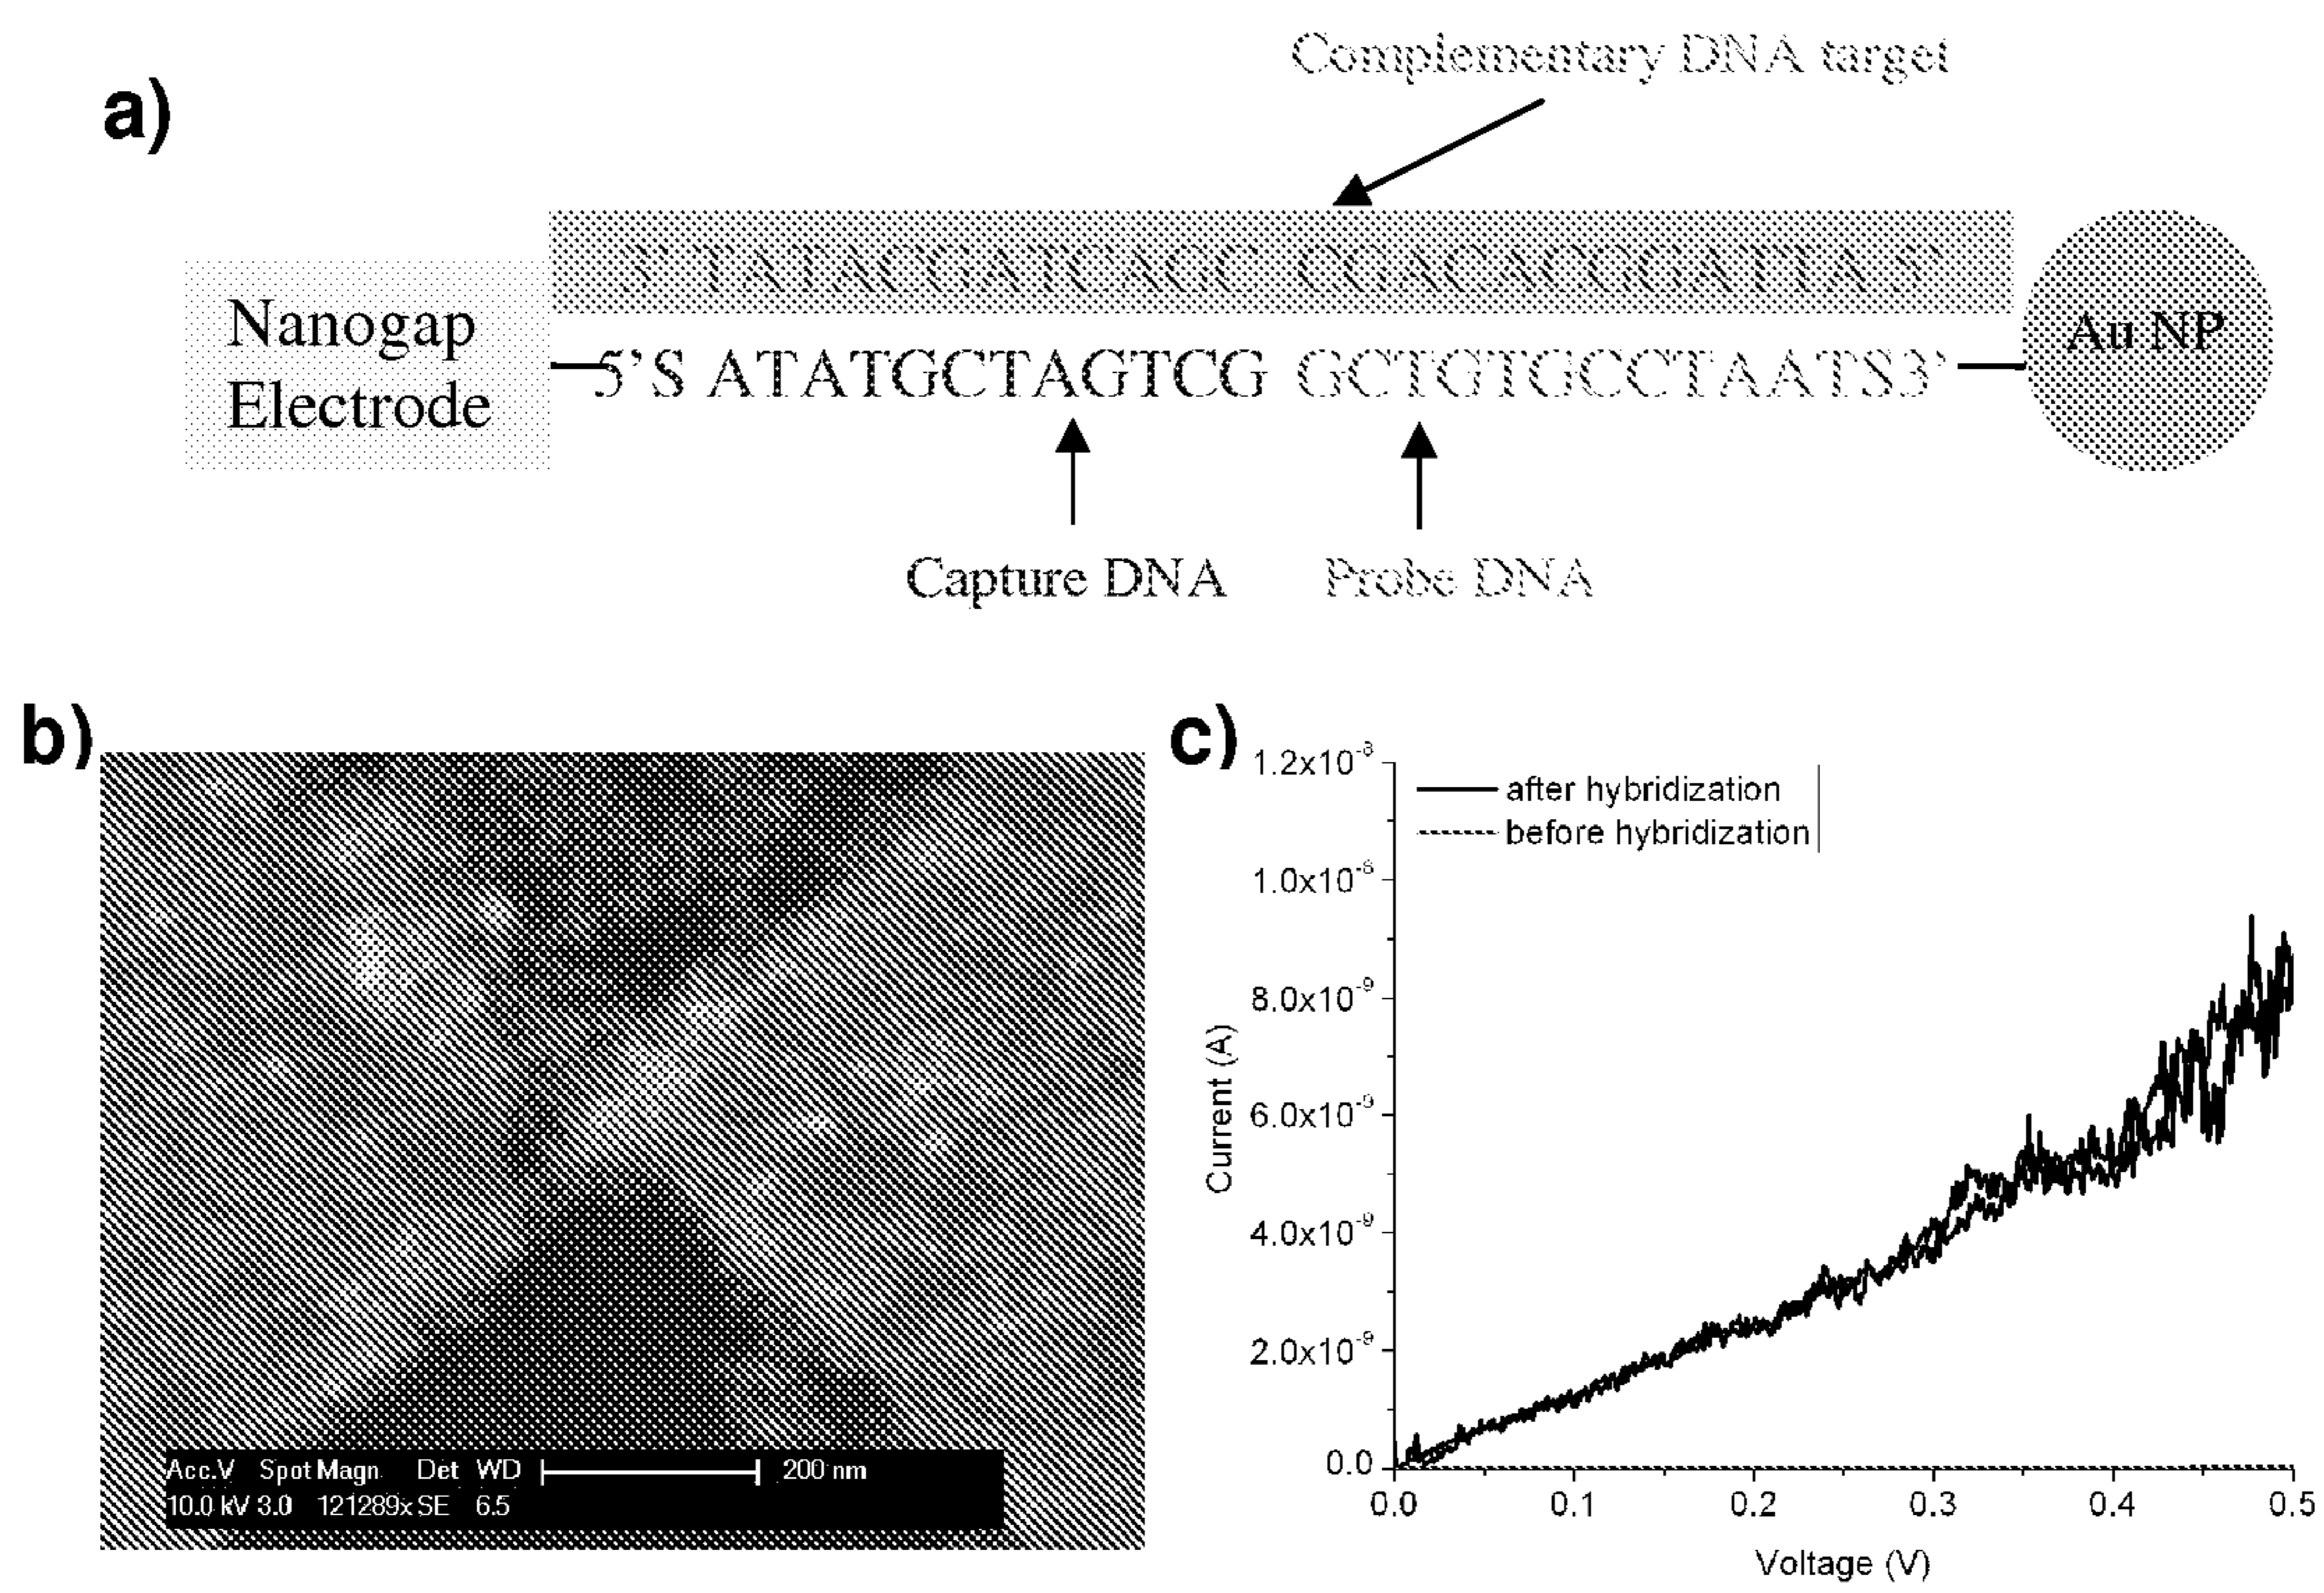 a)
Complementary DNA target
3' TATACGATCAGC CGACACGGATTA 5'
Nanogap
Electrode
5'S ATATGCTAGTCG GCTGTGCCTAATS3'
Au NP
Capture DNA
Probe DNA
b)
Acc.V Spot Magn Det WD 200 nm
10.0 kV 3.0 121289x SE 6.5
c)
1.2x10⁻⁸
after hybridization
before hybridization
1.0x10⁻⁸
8.0x10⁻⁹
6.0x10⁻⁹
4.0x10⁻⁹
2.0x10⁻⁹
0.0
Current (A)
0.0 0.1 0.2 0.3 0.4 0.5
Voltage (V)